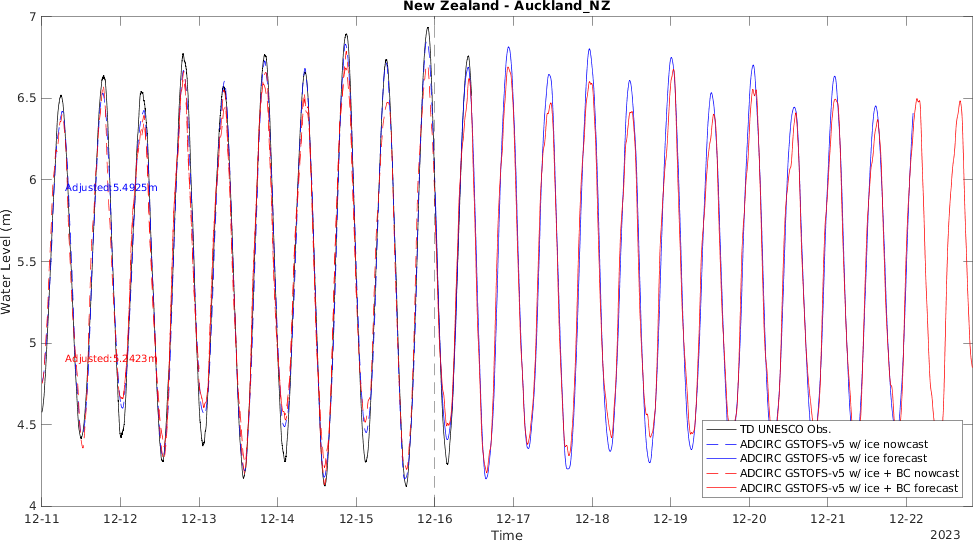 New Zealand - Auckland_NZ
7
6.5
6
5.5
5
4.5
4
Water Level (m)
Adjusted:5.4925m
Adjusted:5.2423m
TD UNESCO Obs.
ADCIRC GSTOFS-v5 w/ ice nowcast
ADCIRC GSTOFS-v5 w/ ice forecast
ADCIRC GSTOFS-v5 w/ ice + BC nowcast
ADCIRC GSTOFS-v5 w/ ice + BC forecast
12-11 12-12 12-13 12-14 12-15 12-16 12-17 12-18 12-19 12-20 12-21 12-22
Time
2023